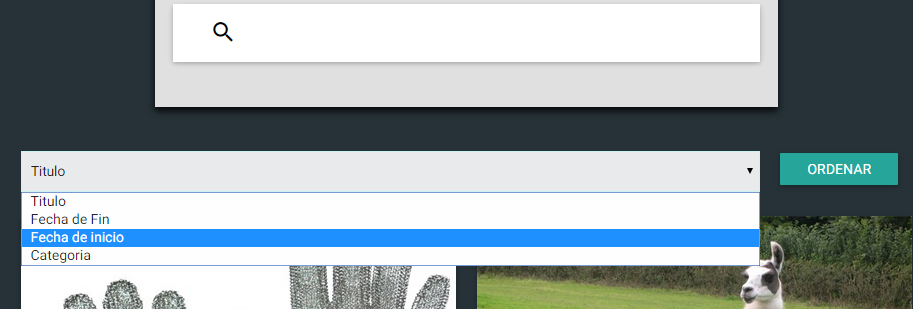 Titulo
ORDENAR
Titulo
Fecha de Fin
Fecha de inicio
Categoria